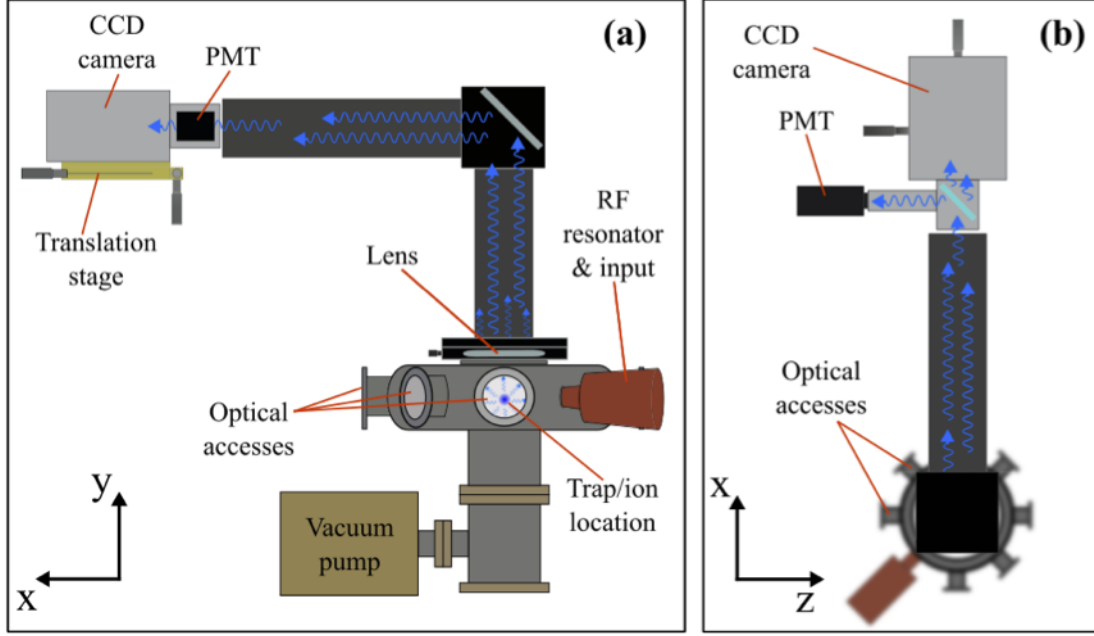 (a)
CCD
camera
PMT
Translation
stage
Lens
RF
resonator
& input
Optical
accesses
Trap/ion
location
Vacuum
pump
y
x
(b)
CCD
camera
PMT
Optical
accesses
x
z